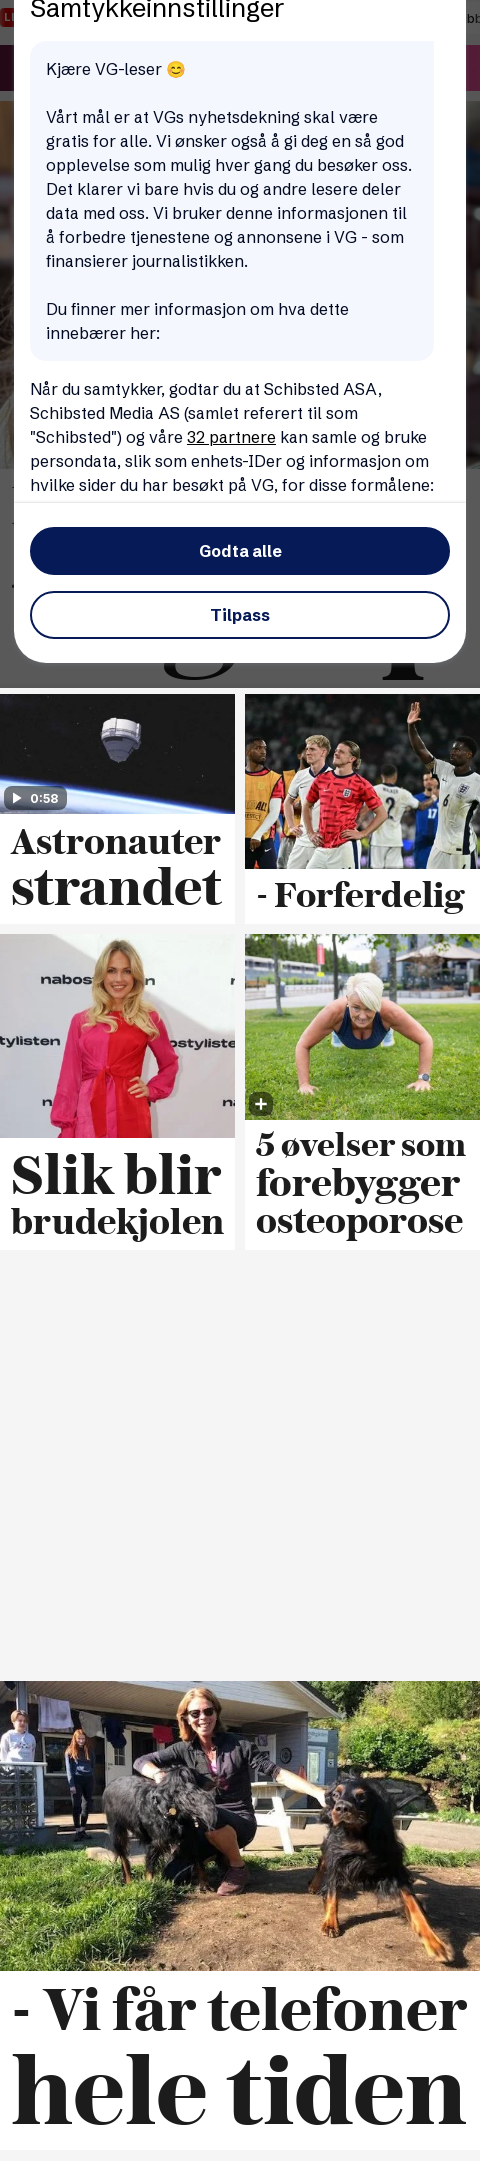 Samtykkeinnstillinger
Kjære VG-leser 😊
Vårt mål er at VGs nyhetsdekning skal være
gratis for alle. Vi ønsker også å gi deg en så god
opplevelse som mulig hver gang du besøker oss.
Det klarer vi bare hvis du og andre lesere deler
data med oss. Vi bruker denne informasjonen til
å forbedre tjenestene og annonsene i VG - som
finansierer journalistikken.
Du finner mer informasjon om hva dette
innebærer her:
Når du samtykker, godtar du at Schibsted ASA,
Schibsted Media AS (samlet referert til som
"Schibsted") og våre 32 partnere kan samle og bruke
persondata, slik som enhets-IDer og informasjon om
hvilke sider du har besøkt på VG, for disse formålene:
Godta alle
Tilpass
0:58
Astronauter
strandet
- Forferdelig
nabost
stylisten
Slik blir
brudekjolen
5 øvelser som
forebygger
osteoporose
- Vi får telefoner
hele tiden